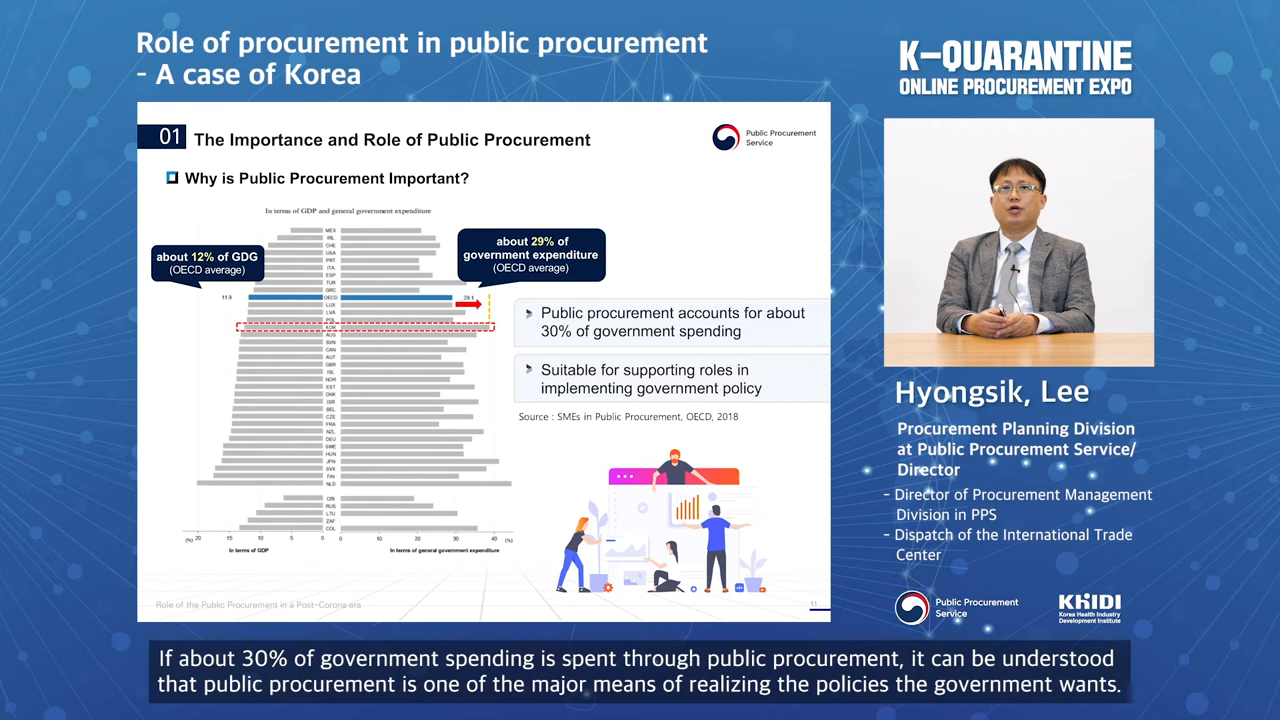 Role of procurement in public procurement
- A case of Korea
K-QUARANTINE
ONLINE PROCUREMENT EXPO
01 The Importance and Role of Public Procurement
Public Procurement
Service
Why is Public Procurement Important?
In terms of GDP and general government expenditure
about 12% of GDG
(OECD average)
about 29% of
government expenditure
(OECD average)
MEX
IRL
CHE
USA
PRT
ITA
ESP
TUR
GRC
11.9 OECD 29.1
LUX
LVA
POL
KOR
AUS
SVN
CAN
AUT
GBR
ISL
NOR
EST
DNK
ISR
BEL
CZE
FRA
NZL
DEU
SWE
HUN
JPN
SVK
FIN
NLD
CRI
RUS
LTU
ZAF
COL
(%) 20 15 10 5 0 0 10 20 30 40 (%)
In terms of GDP
In terms of general government expenditure
Public procurement accounts for about
30% of government spending
Suitable for supporting roles in
implementing government policy
Source : SMEs in Public Procurement, OECD, 2018
Role of the Public Procurement in a Post-Corona era
11
Hyongsik, Lee
Procurement Planning Division
at Public Procurement Service/
Director
- Director of Procurement Management
Division in PPS
- Dispatch of the International Trade
Center
Public Procurement
Service
KHIDI
Korea Health Industry
Development Institute
If about 30% of government spending is spent through public procurement, it can be understood
that public procurement is one of the major means of realizing the policies the government wants.